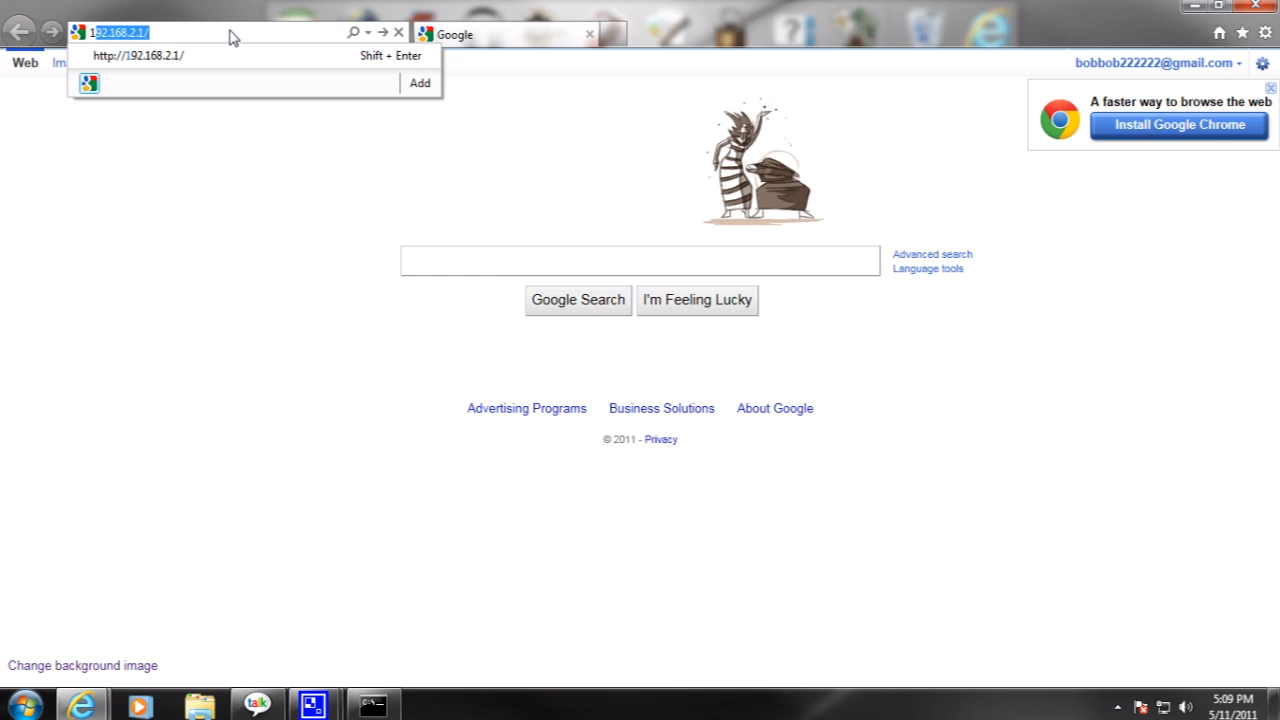 192.168.2.1/
Google
http://192.168.2.1/ Shift + Enter
Add
Web Im
bobbob222222@gmail.com
A faster way to browse the web
Install Google Chrome
Advanced search
Language tools
Google Search I'm Feeling Lucky
Advertising Programs Business Solutions About Google
© 2011 - Privacy
Change background image
talk
C:\
5:09 PM
5/11/2011